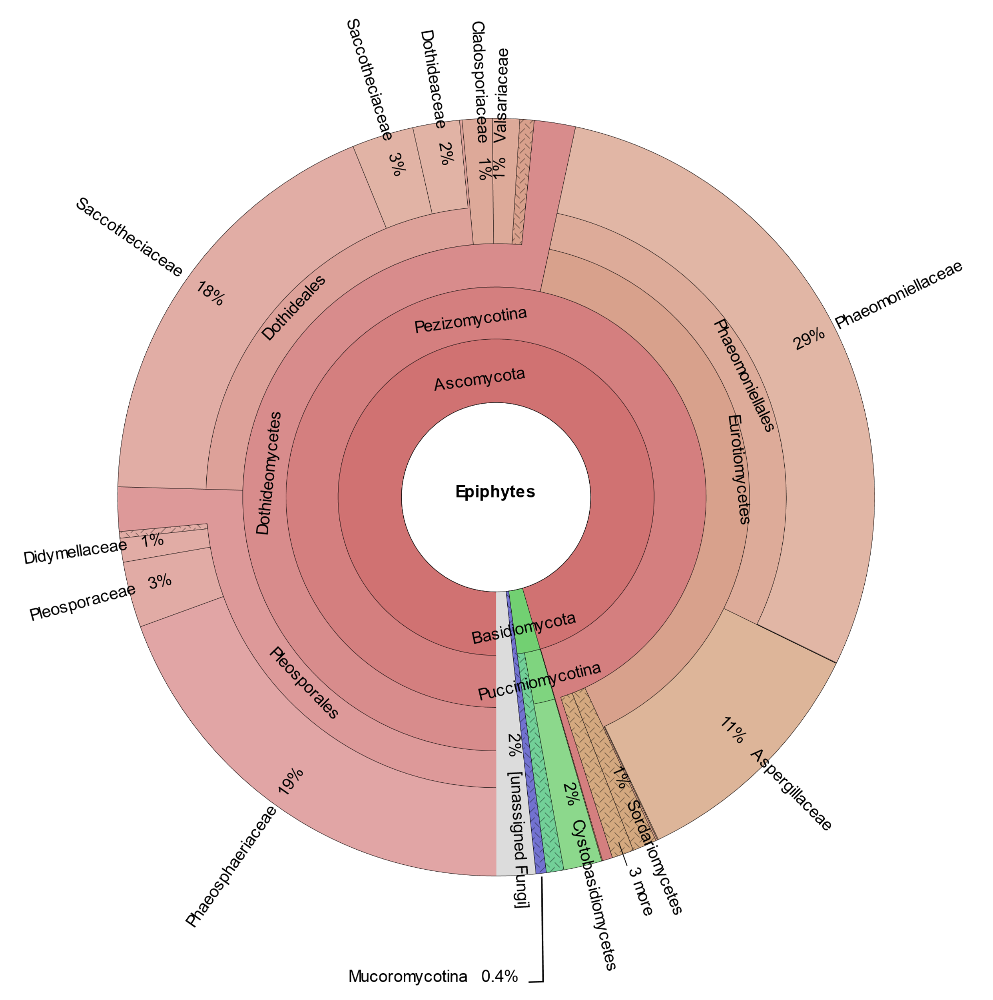 Saccotheciaceae 3%
Dothideaceae 2%
Cladosporiaceae 1%
Valsariaceae 1%
Saccotheciaceae 18%
Phaeomoniellaceae 29%
Dothideales
Pezizomycotina
Phaeomoniellales
Ascomycota
Dothideomycetes
Eurotiomycetes
Epiphytes
Didymellaceae 1%
Pleosporaceae 3%
Basidiomycota
Pucciniomycotina
Pleosporales
Phaeosphaeriaceae 19%
11% Aspergillaceae
2% [unassigned Fungi]
2% Cystobasidiomycetes
1% Sordariomycetes
3 more
Mucoromycotina 0.4%